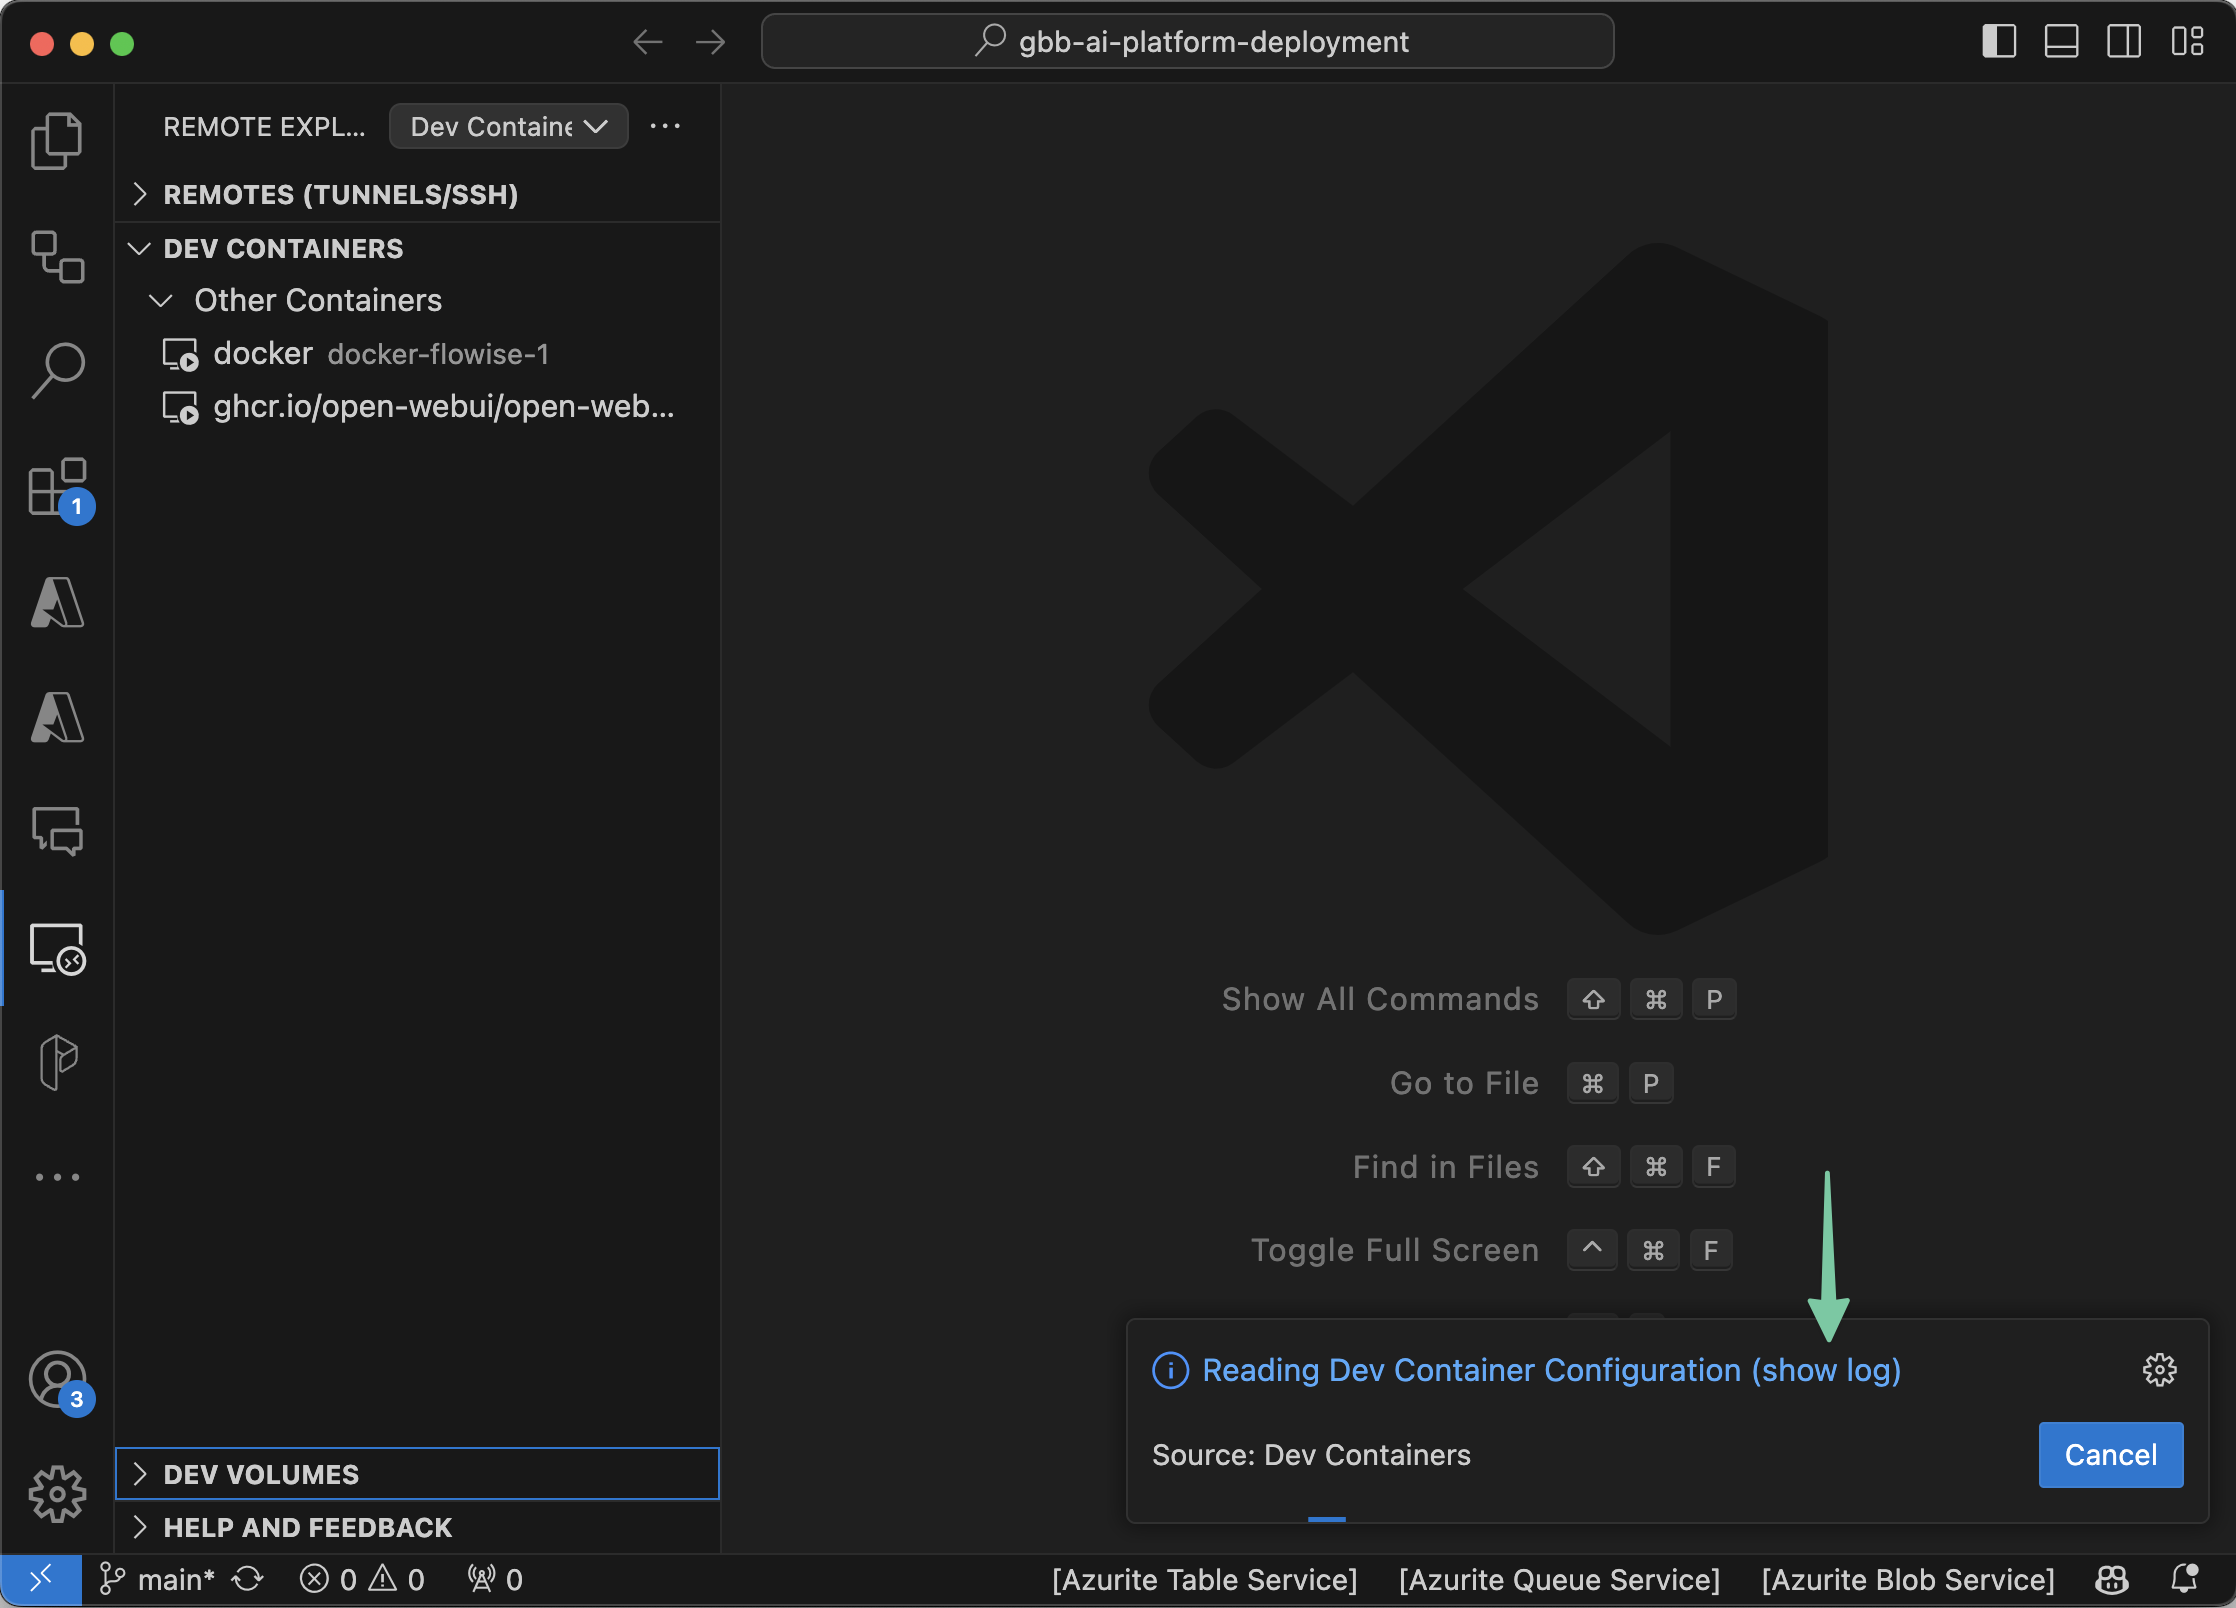 gbb-ai-platform-deployment
REMOTE EXPL... Dev Containe
REMOTES (TUNNELS/SSH)
DEV CONTAINERS
Other Containers
docker docker-flowise-1
ghcr.io/open-webui/open-web...
1
Show All Commands ⇧ ⌘ P
Go to File ⌘ P
Find in Files ⇧ ⌘ F
Toggle Full Screen ^ ⌘ F
Reading Dev Container Configuration (show log)
Source: Dev Containers Cancel
3
DEV VOLUMES
HELP AND FEEDBACK
main* 0 0 0 [Azurite Table Service] [Azurite Queue Service] [Azurite Blob Service]